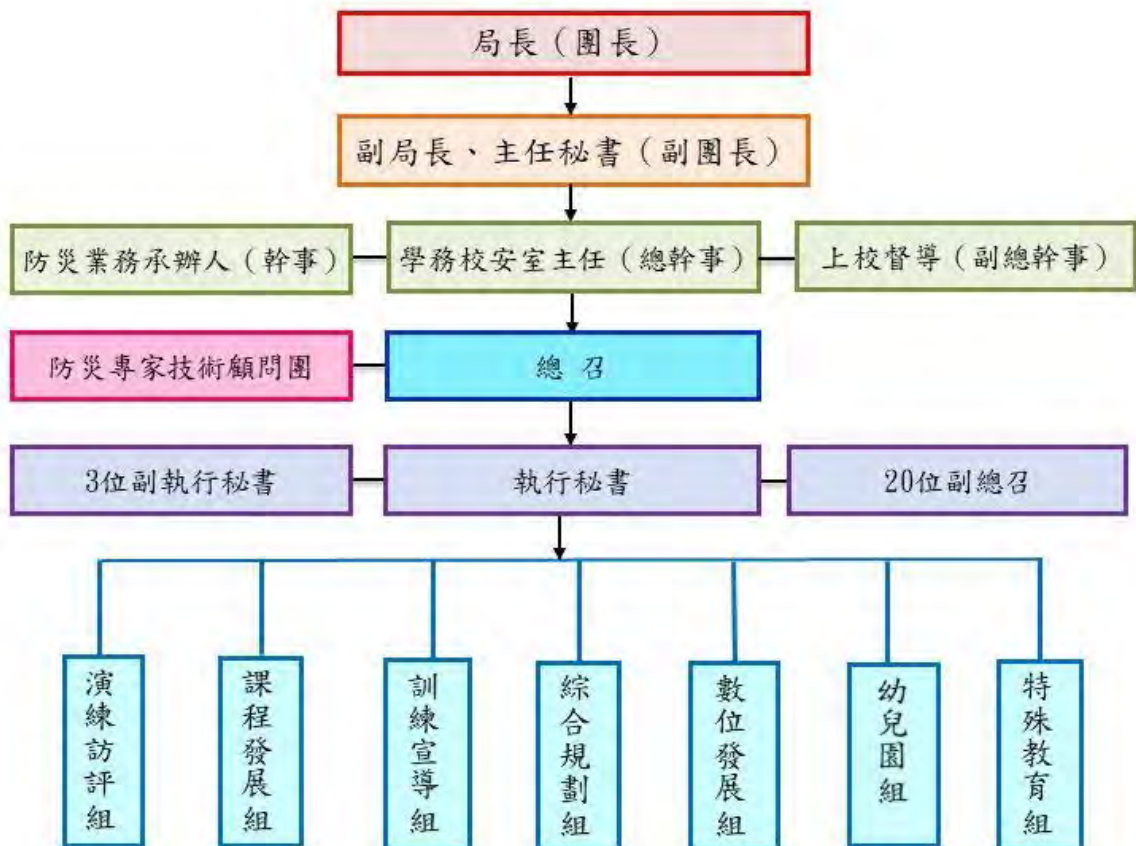 局長（團長）
副局長、主任秘書（副團長）
防災業務承辦人（幹事）
學務校安室主任（總幹事）
上校督導（副總幹事）
防災專家技術顧問團
總 召
3位副執行秘書
執行秘書
20位副總召
演練訪評組
課程發展組
訓練宣導組
綜合規劃組
數位發展組
幼兒園組
特殊教育組